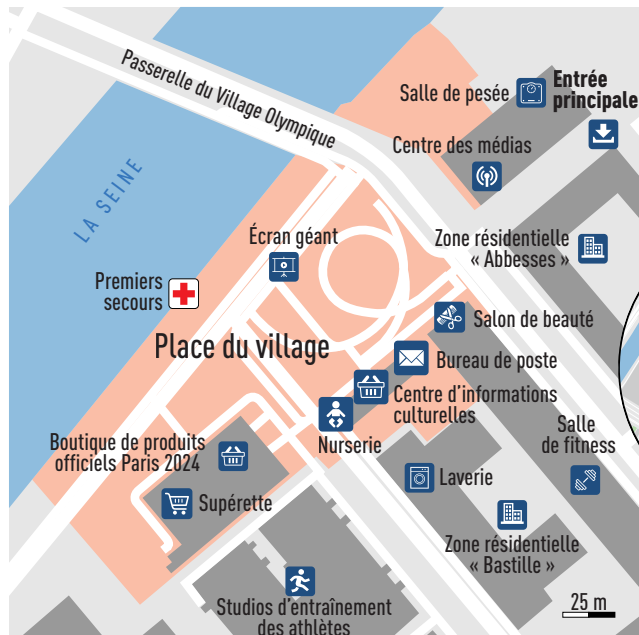 Passerelle du Village Olympique
Salle de pesée
Entrée
principale
Centre des médias
LA SEINE
Écran géant
Zone résidentielle
« Abbesses »
Premiers
secours
Salon de beauté
Place du village
Bureau de poste
Centre d'informations
culturelles
Nurserie
Boutique de produits
officiels Paris 2024
Salle
de fitness
Laverie
Supérette
Zone résidentielle
« Bastille »
Studios d'entraînement
des athlètes
25 m